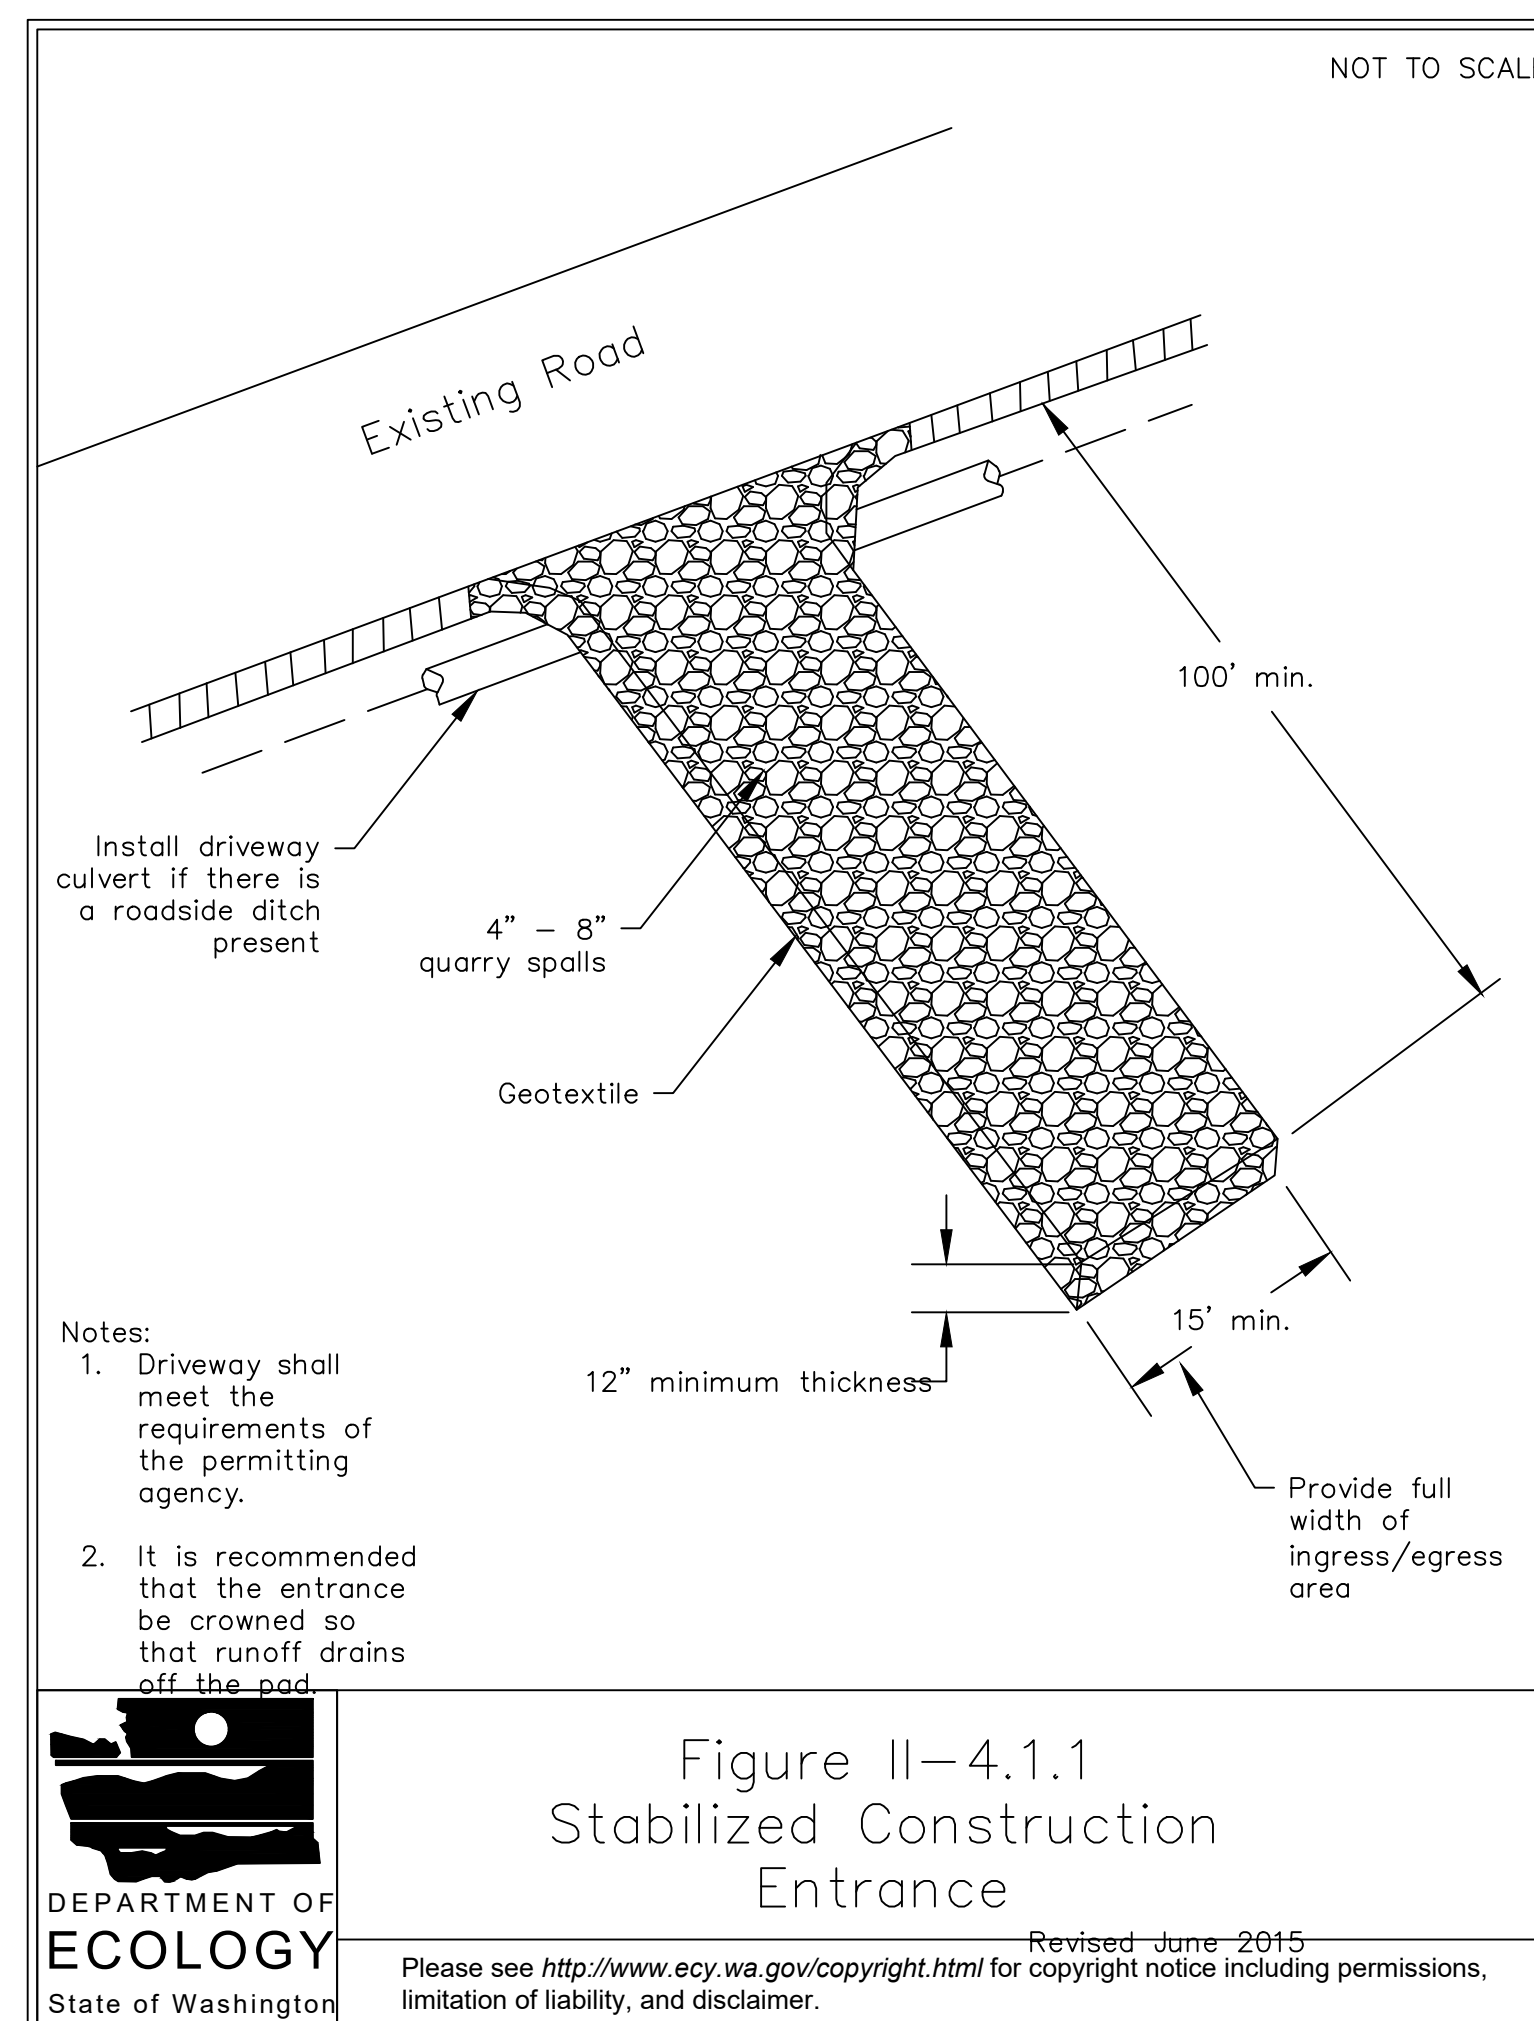 NOT TO SCALE
Existing Road
100' min.
Install driveway
culvert if there is
a roadside ditch
present
4” – 8”
quarry spalls
Geotextile
15' min.
12” minimum thickness
Provide full
width of
ingress/egress
area
Notes:
1. Driveway shall
meet the
requirements of
the permitting
agency.
2. It is recommended
that the entrance
be crowned so
that runoff drains
off the pad.
Figure II–4.1.1
Stabilized Construction
Entrance
Revised June 2015
DEPARTMENT OF
ECOLOGY
State of Washington
Please see http://www.ecy.wa.gov/copyright.html for copyright notice including permissions,
limitation of liability, and disclaimer.